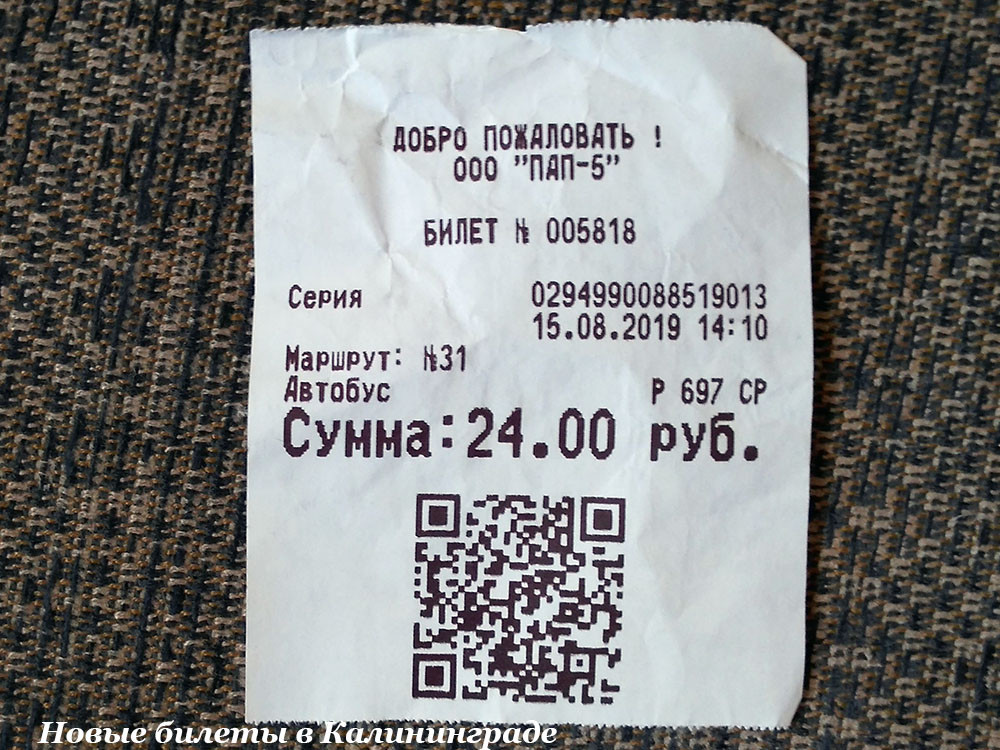 ДОБРО ПОЖАЛОВАТЬ !
ООО "ПАП-5"
БИЛЕТ № 005818
Серия 0294990088519013
15.08.2019 14:10
Маршрут: №31
Автобус Р 697 СР
Сумма:24.00 руб.
Новые билеты в Калининграде